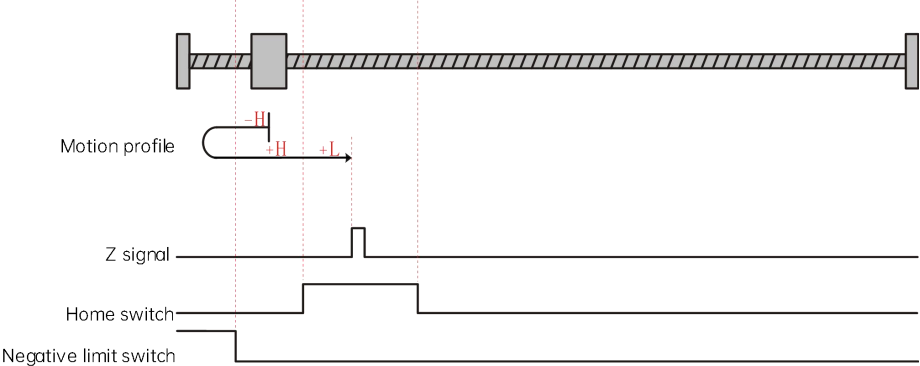 −H
Motion profile
+H
+L
Z signal
Home switch
Negative limit switch